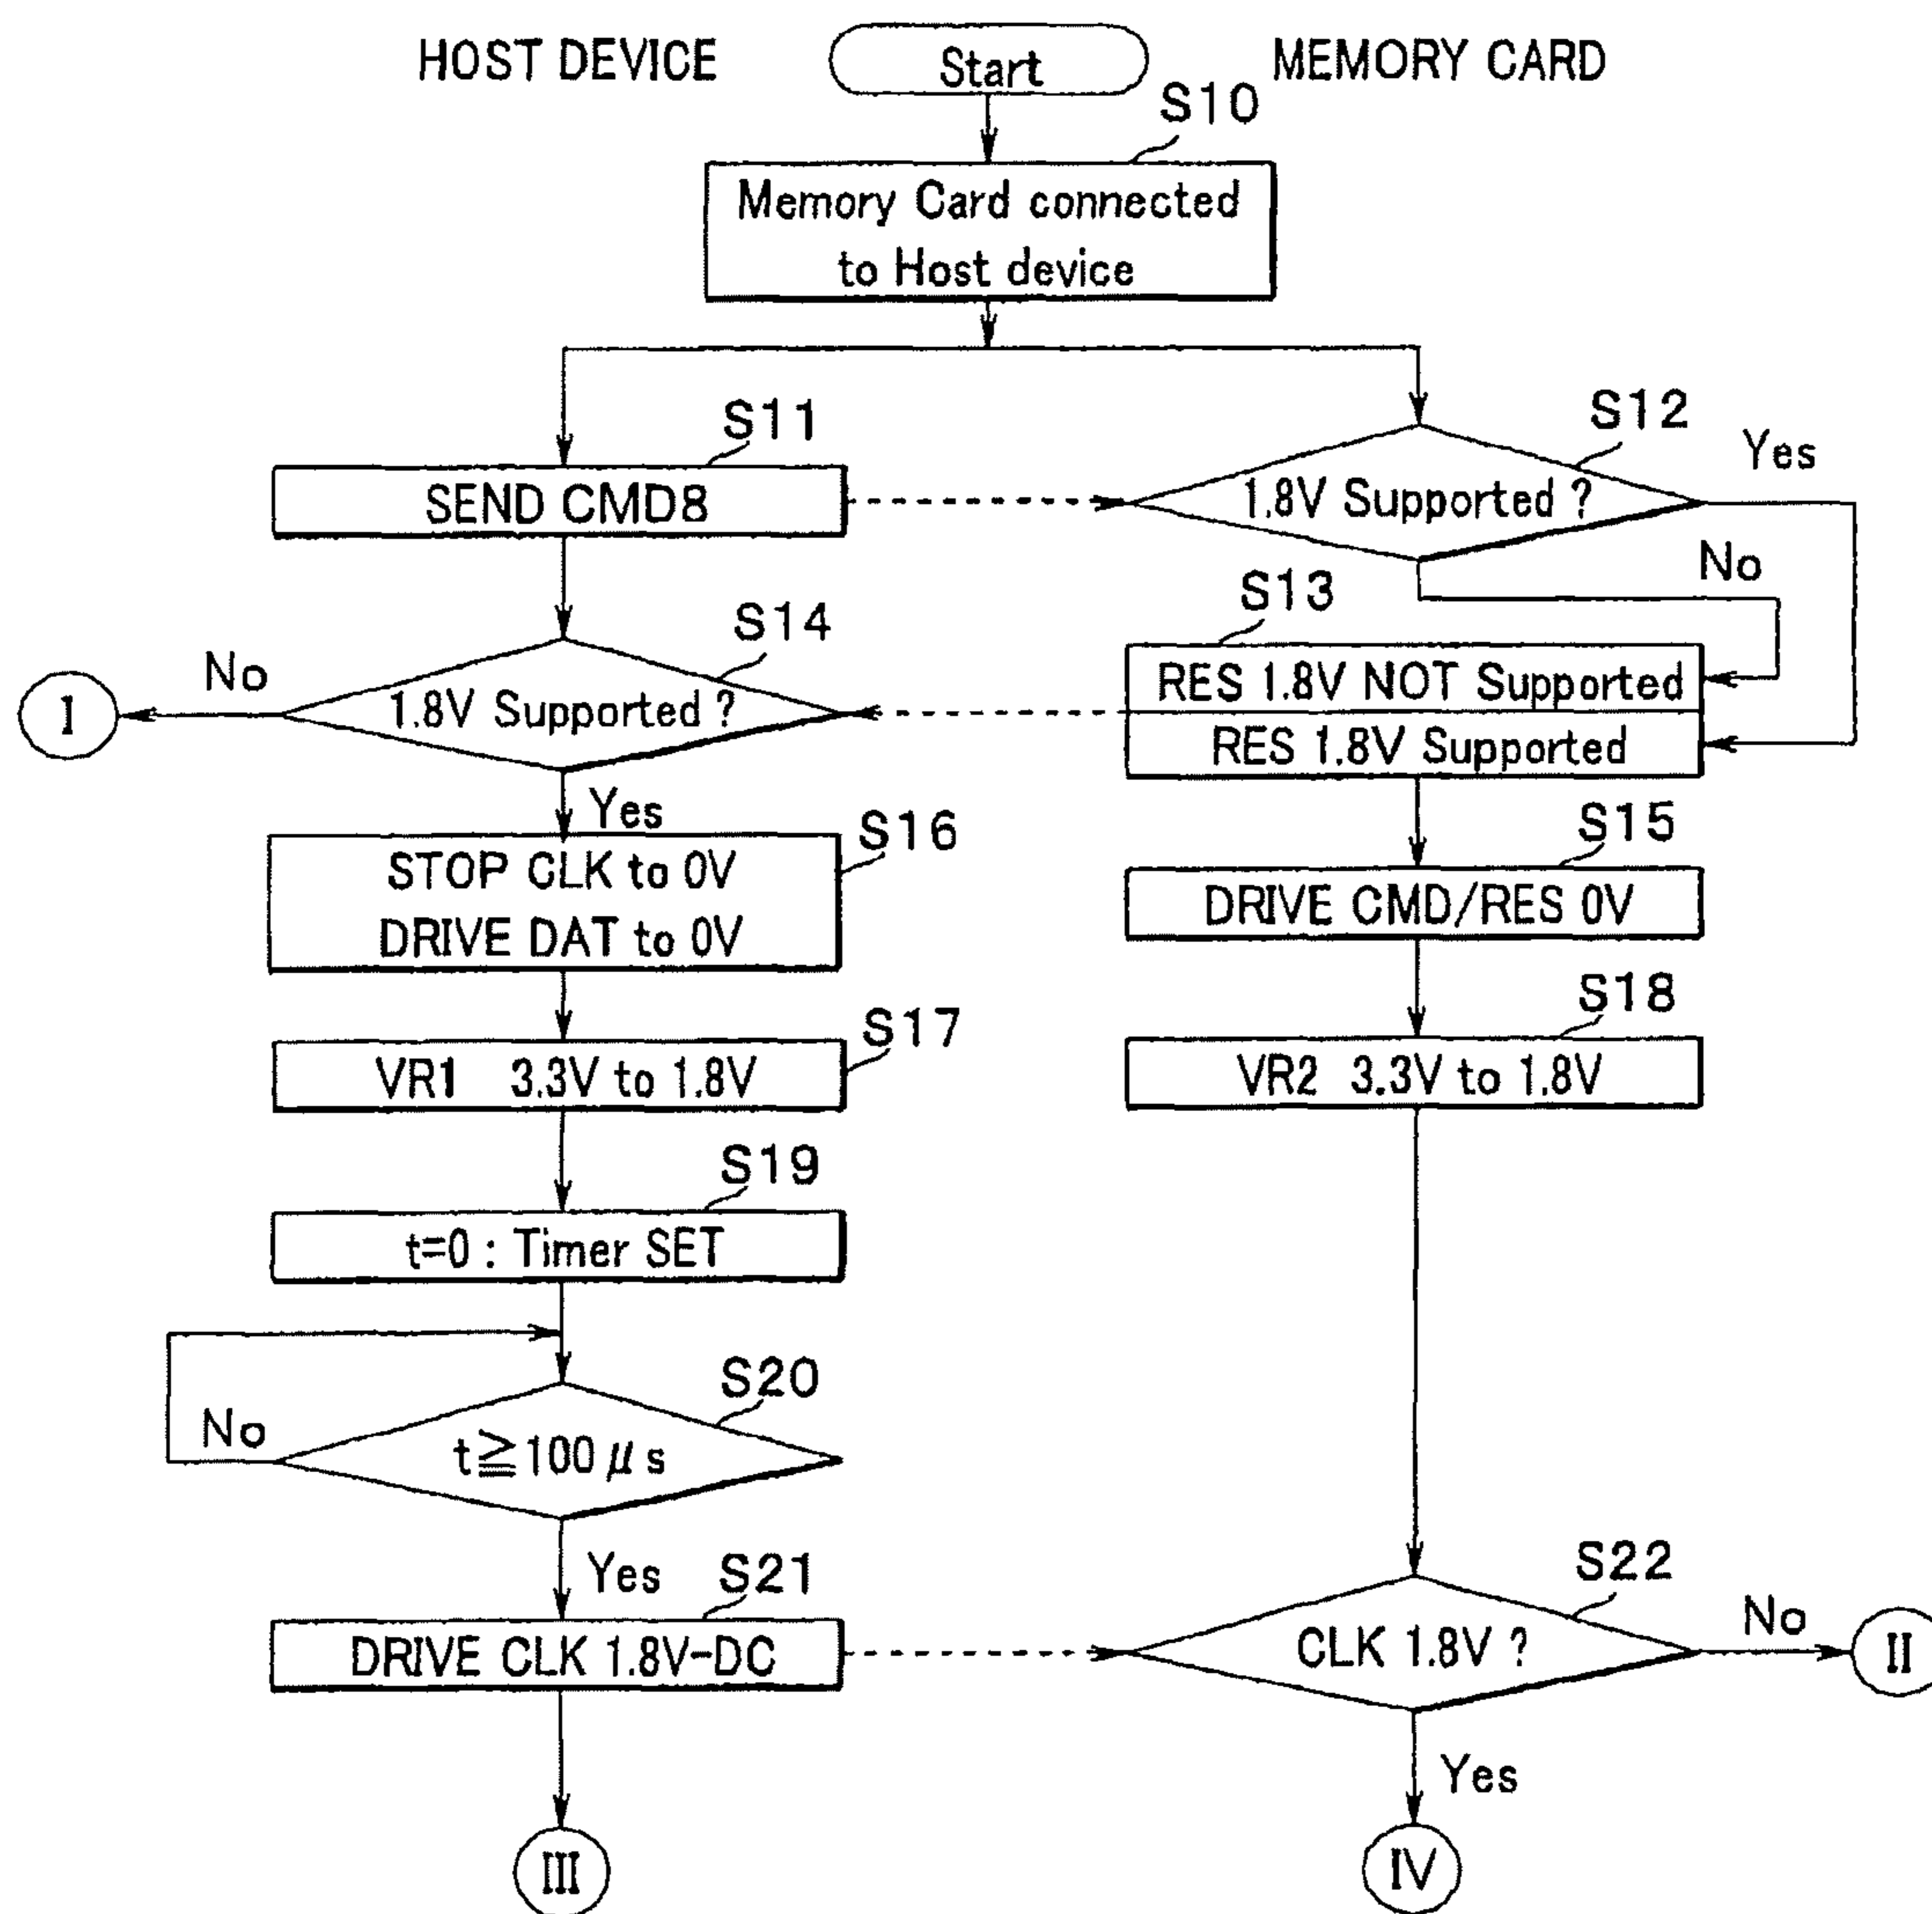 HOST DEVICE
Start
MEMORY CARD
S10
Memory Card connected
to Host device
S11
SEND CMD8
S12
1.8V Supported ?
Yes
No
S13
RES 1.8V NOT Supported
RES 1.8V Supported
S14
1.8V Supported ?
No
I
Yes
S15
DRIVE CMD/RES 0V
S16
STOP CLK to 0V
DRIVE DAT to 0V
S17
VR1 3.3V to 1.8V
S18
VR2 3.3V to 1.8V
S19
t=0 : Timer SET
S20
t≧100μs
No
Yes
S21
DRIVE CLK 1.8V-DC
S22
CLK 1.8V ?
No
II
Yes
III
IV